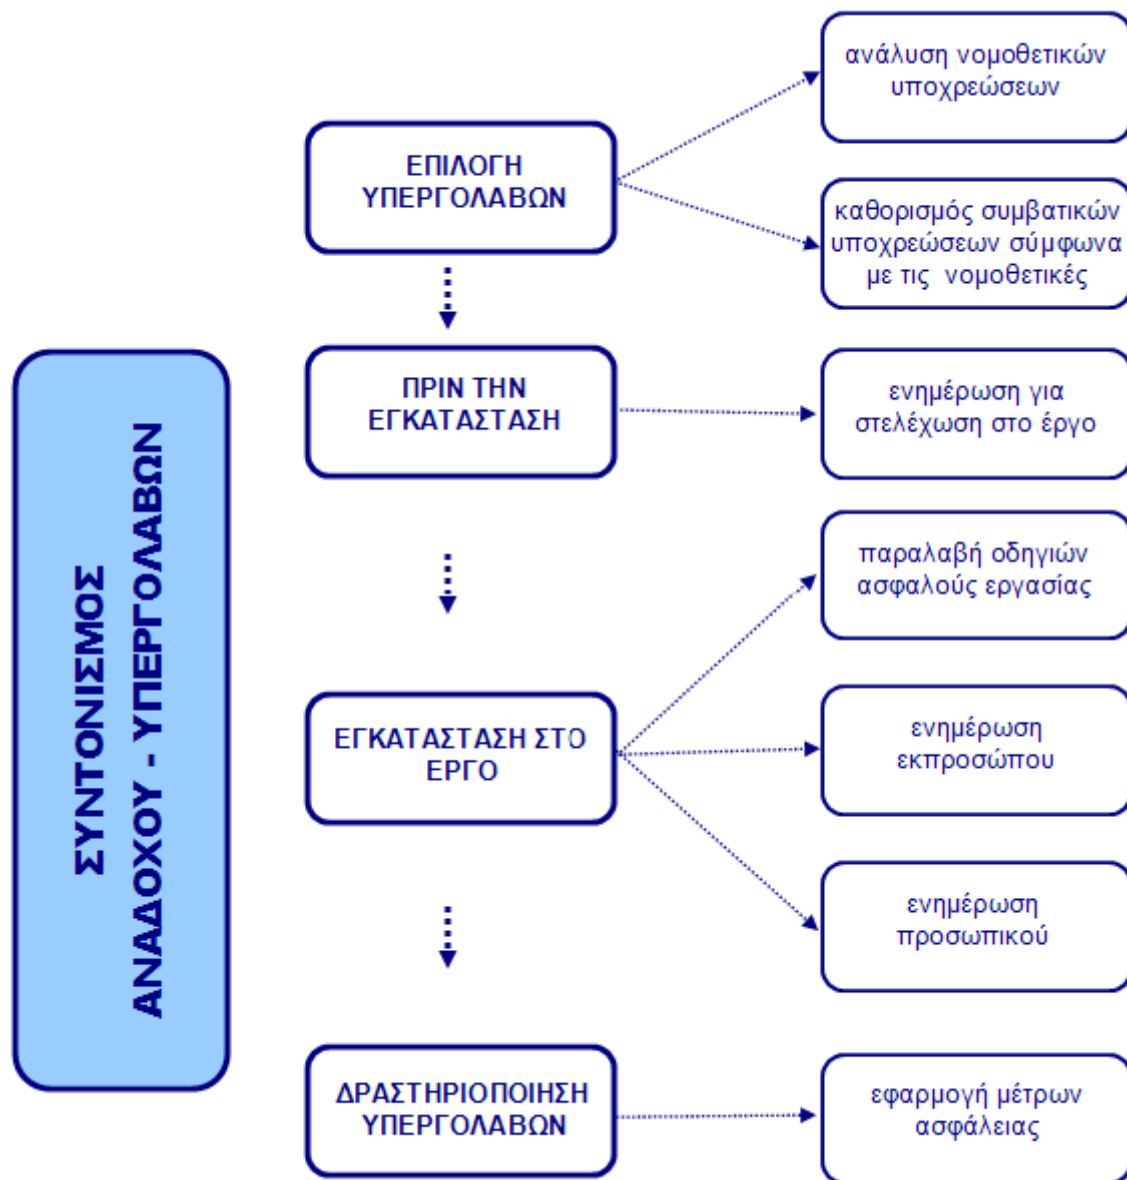 ΣΥΝΤΟΝΙΣΜΟΣ
ΑΝΑΔΟΧΟΥ - ΥΠΕΡΓΟΛΑΒΩΝ
ΕΠΙΛΟΓΗ
ΥΠΕΡΓΟΛΑΒΩΝ
ανάλυση νομοθετικών
υποχρεώσεων
καθορισμός συμβατικών
υποχρεώσεων σύμφωνα
με τις νομοθετικές
ΠΡΙΝ ΤΗΝ
ΕΓΚΑΤΑΣΤΑΣΗ
ενημέρωση για
στελέχωση στο έργο
ΕΓΚΑΤΑΣΤΑΣΗ ΣΤΟ
ΕΡΓΟ
παραλαβή οδηγιών
ασφαλούς εργασίας
ενημέρωση
εκπροσώπου
ενημέρωση
προσωπικού
ΔΡΑΣΤΗΡΙΟΠΟΙΗΣΗ
ΥΠΕΡΓΟΛΑΒΩΝ
εφαρμογή μέτρων
ασφάλειας